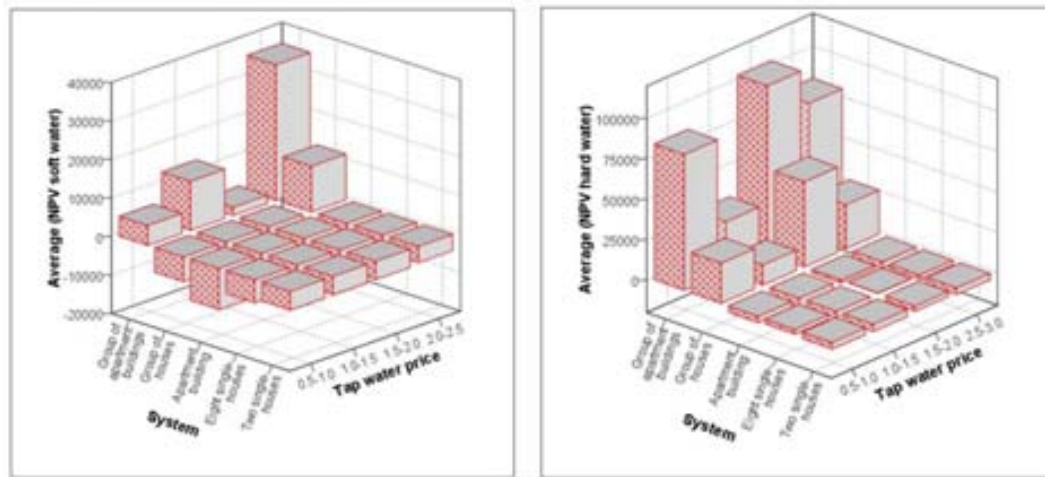 40000
30000
20000
10000
0
-10000
-20000
Average (NPV soft water)
Group of
apartment
buildings
Group of
houses
Apartment
building
Eight single-
houses
Two single-
houses
System
0.5-1.0
1.0-1.5
1.5-2.0
2.0-2.5
Tap water price
100000
75000
50000
25000
0
Average (NPV hard water)
Group of
apartment
buildings
Group of
houses
Apartment
building
Eight single-
houses
Two single-
houses
System
0.5-1.0
1.0-1.5
1.5-2.0
2.0-2.5
2.5-3.0
Tap water price